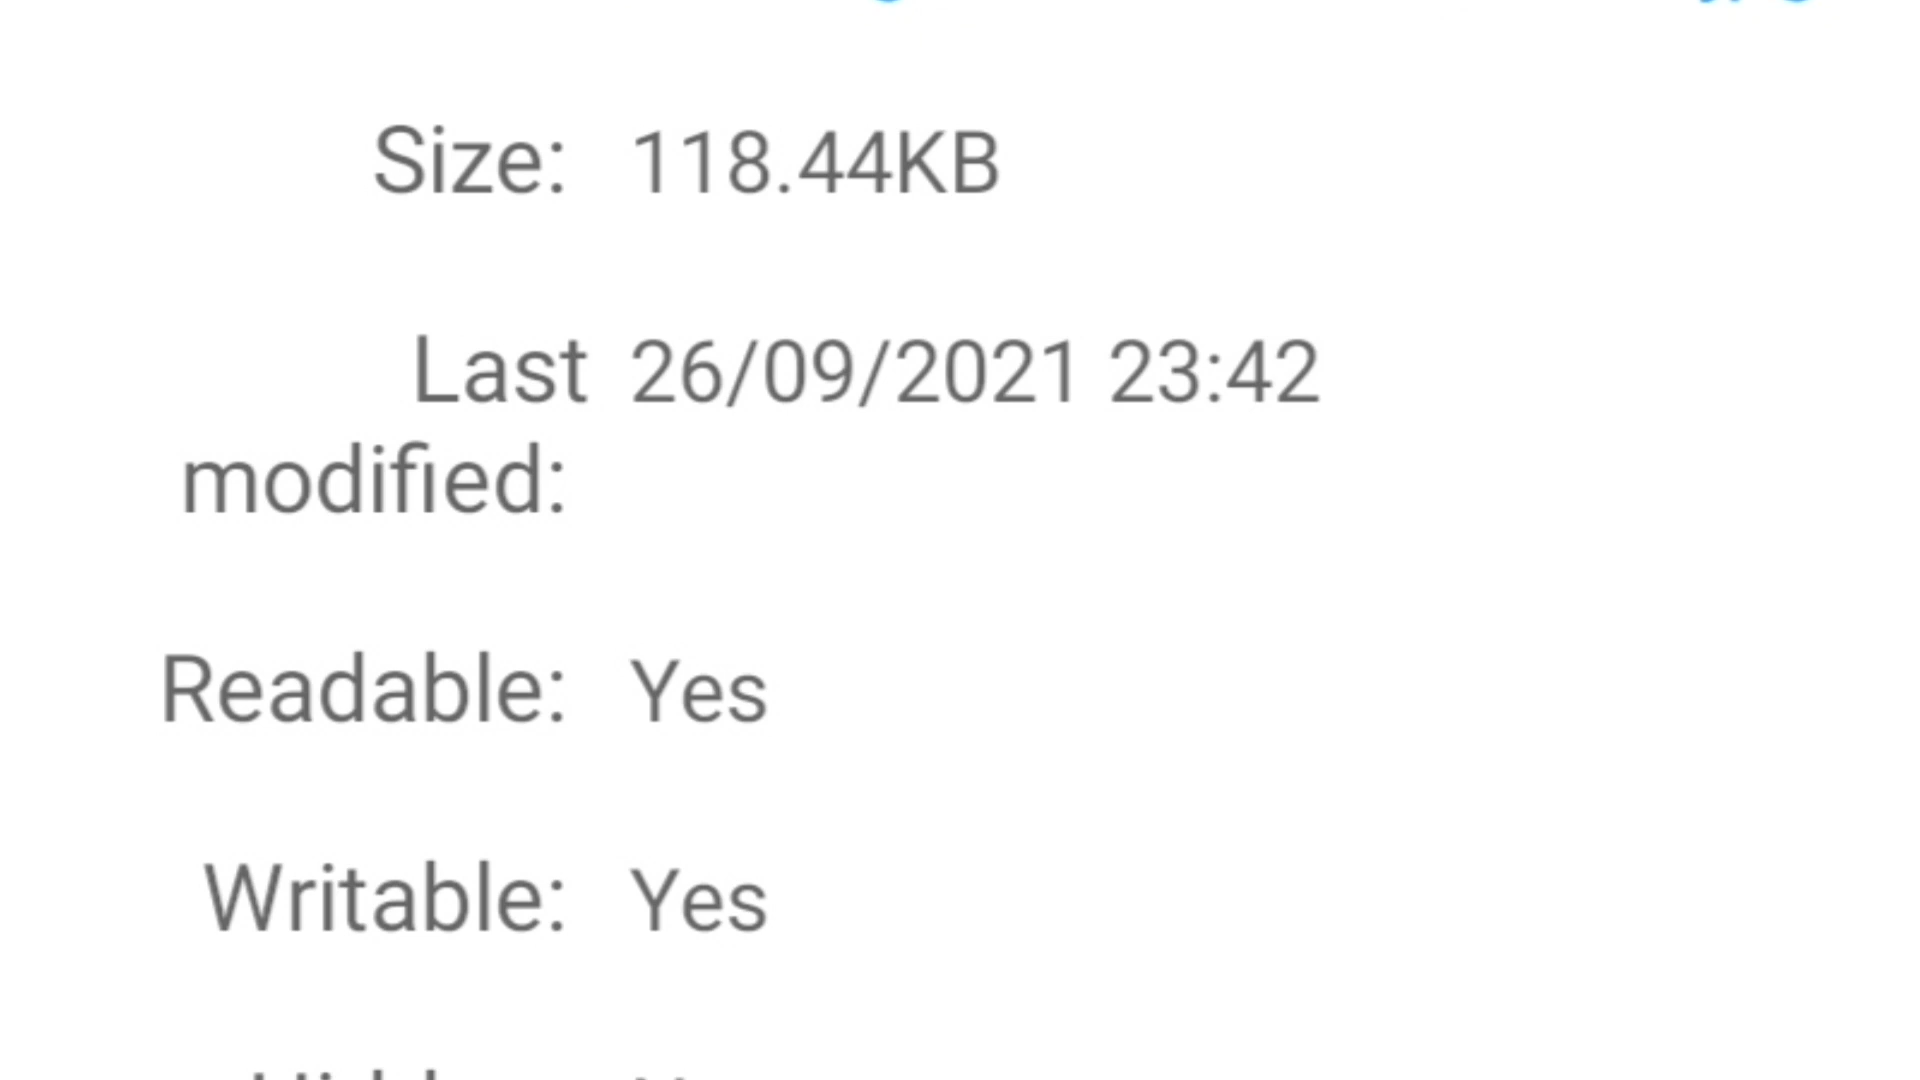 Size: 118.44KB
Last 26/09/2021 23:42
modified:
Readable: Yes
Writable: Yes